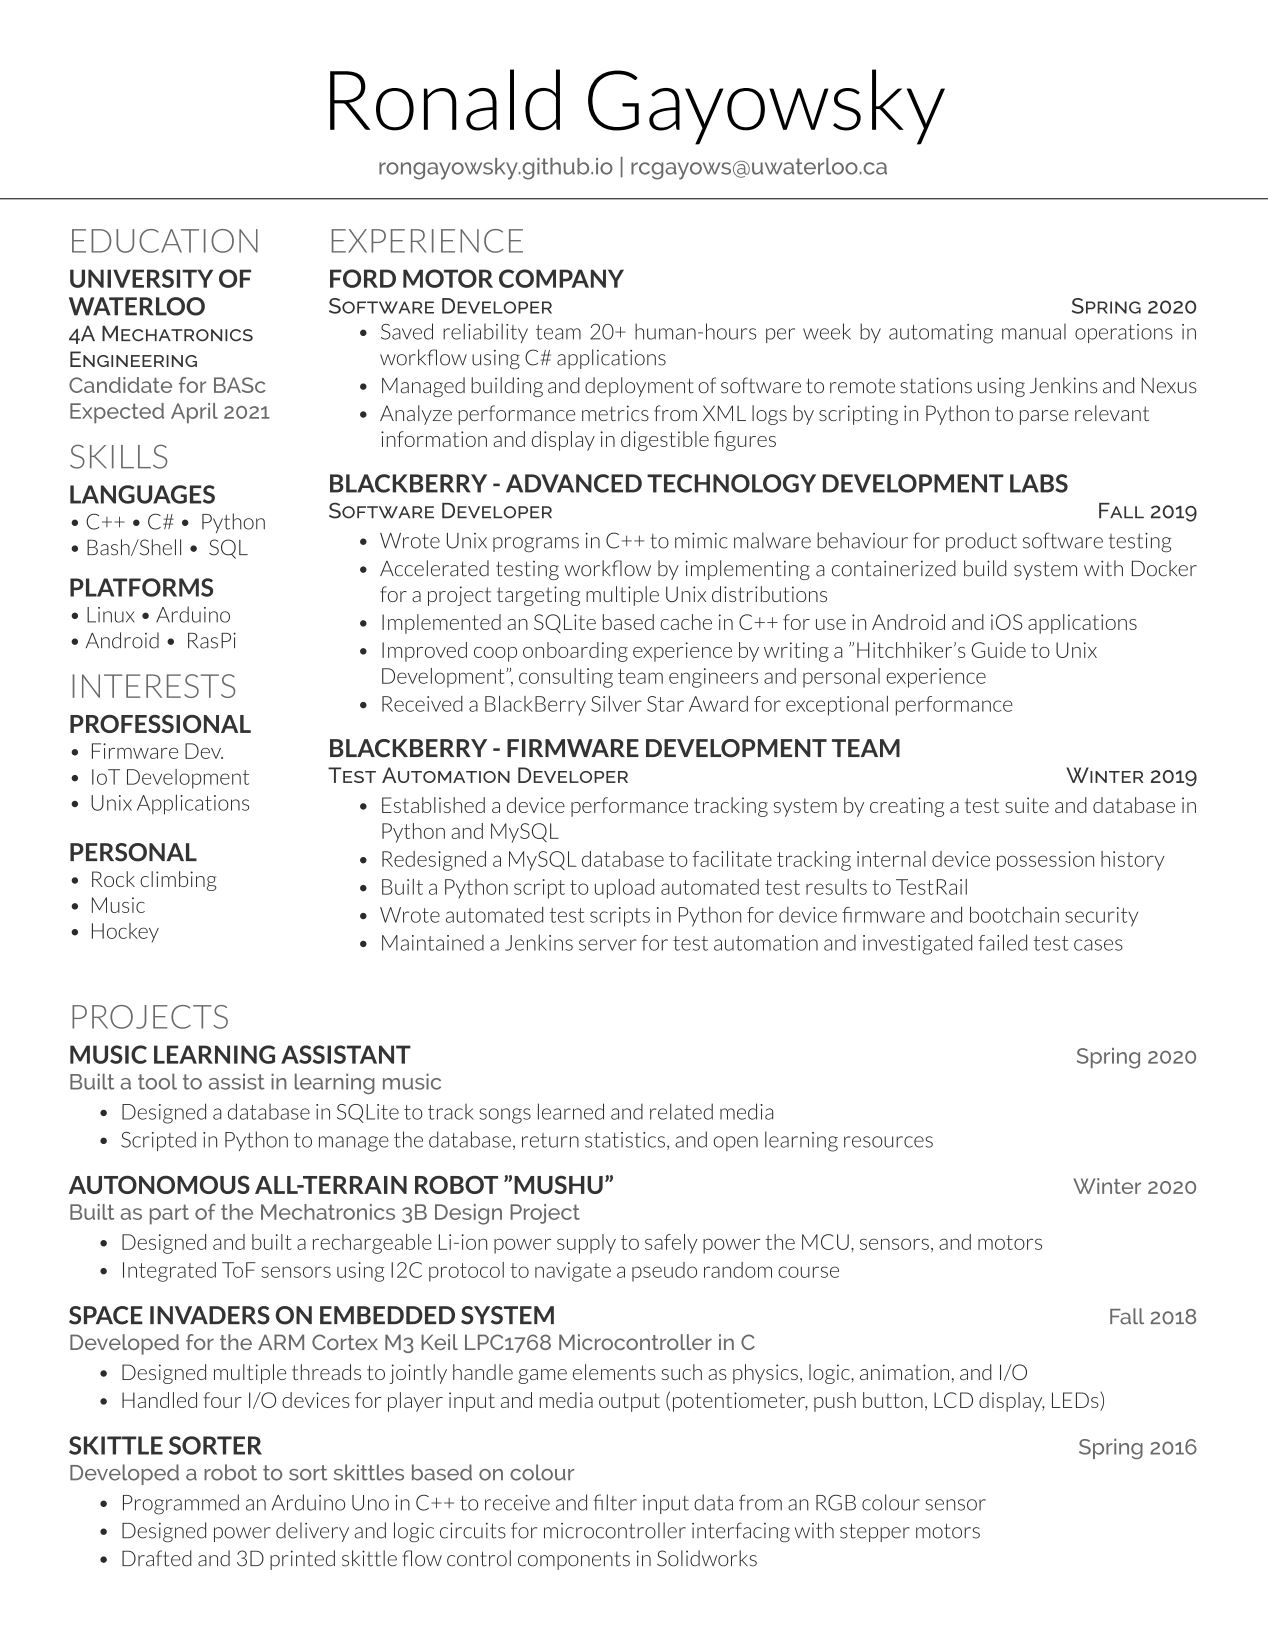 Ronald Gayowsky
rongayowsky.github.io | rcgayows@uwaterloo.ca
EDUCATION
UNIVERSITY OF
WATERLOO
4A Mechatronics
Engineering
Candidate for BASc
Expected April 2021
SKILLS
LANGUAGES
• C++ • C# • Python
• Bash/Shell • SQL
PLATFORMS
• Linux • Arduino
• Android • RasPi
INTERESTS
PROFESSIONAL
• Firmware Dev.
• IoT Development
• Unix Applications
PERSONAL
• Rock climbing
• Music
• Hockey
EXPERIENCE
FORD MOTOR COMPANY
Software Developer Spring 2020
• Saved reliability team 20+ human-hours per week by automating manual operations in
workflow using C# applications
• Managed building and deployment of software to remote stations using Jenkins and Nexus
• Analyze performance metrics from XML logs by scripting in Python to parse relevant
information and display in digestible figures
BLACKBERRY - ADVANCED TECHNOLOGY DEVELOPMENT LABS
Software Developer Fall 2019
• Wrote Unix programs in C++ to mimic malware behaviour for product software testing
• Accelerated testing workflow by implementing a containerized build system with Docker
for a project targeting multiple Unix distributions
• Implemented an SQLite based cache in C++ for use in Android and iOS applications
• Improved coop onboarding experience by writing a ”Hitchhiker’s Guide to Unix
Development”, consulting team engineers and personal experience
• Received a BlackBerry Silver Star Award for exceptional performance
BLACKBERRY - FIRMWARE DEVELOPMENT TEAM
Test Automation Developer Winter 2019
• Established a device performance tracking system by creating a test suite and database in
Python and MySQL
• Redesigned a MySQL database to facilitate tracking internal device possession history
• Built a Python script to upload automated test results to TestRail
• Wrote automated test scripts in Python for device firmware and bootchain security
• Maintained a Jenkins server for test automation and investigated failed test cases
PROJECTS
MUSIC LEARNING ASSISTANT Spring 2020
Built a tool to assist in learning music
• Designed a database in SQLite to track songs learned and related media
• Scripted in Python to manage the database, return statistics, and open learning resources
AUTONOMOUS ALL-TERRAIN ROBOT ”MUSHU” Winter 2020
Built as part of the Mechatronics 3B Design Project
• Designed and built a rechargeable Li-ion power supply to safely power the MCU, sensors, and motors
• Integrated ToF sensors using I2C protocol to navigate a pseudo random course
SPACE INVADERS ON EMBEDDED SYSTEM Fall 2018
Developed for the ARM Cortex M3 Keil LPC1768 Microcontroller in C
• Designed multiple threads to jointly handle game elements such as physics, logic, animation, and I/O
• Handled four I/O devices for player input and media output (potentiometer, push button, LCD display, LEDs)
SKITTLE SORTER Spring 2016
Developed a robot to sort skittles based on colour
• Programmed an Arduino Uno in C++ to receive and filter input data from an RGB colour sensor
• Designed power delivery and logic circuits for microcontroller interfacing with stepper motors
• Drafted and 3D printed skittle flow control components in Solidworks